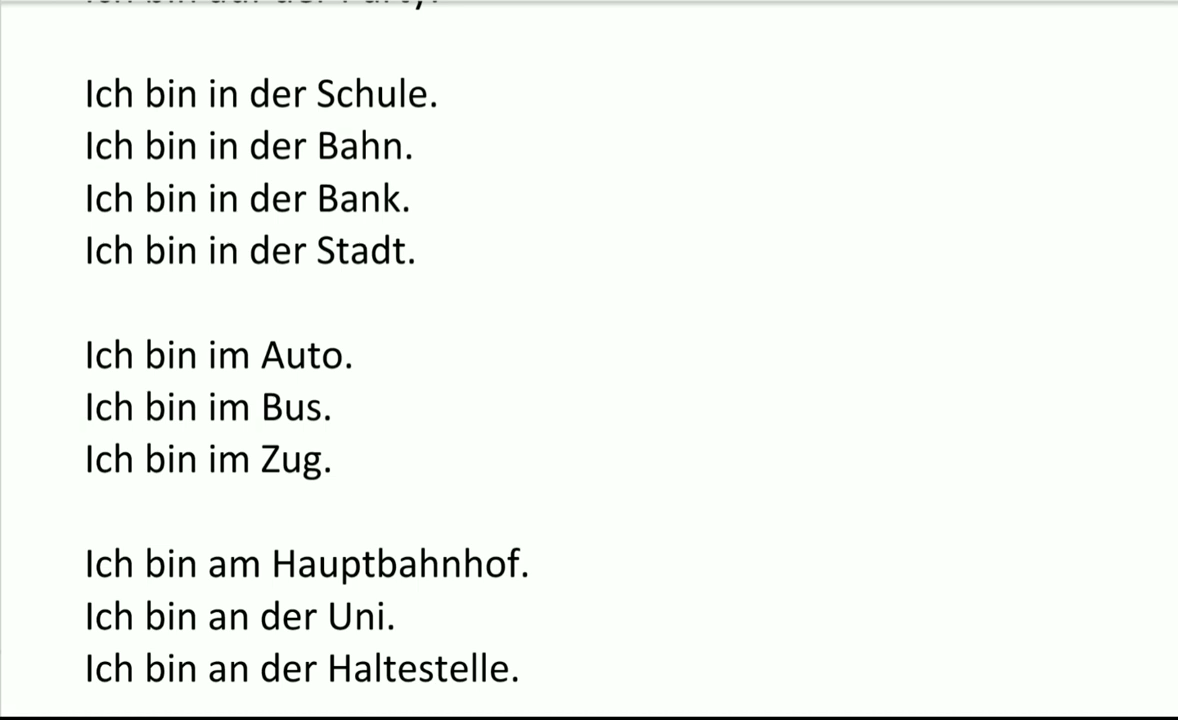 Ich bin in der Schule.
Ich bin in der Bahn.
Ich bin in der Bank.
Ich bin in der Stadt.
Ich bin im Auto.
Ich bin im Bus.
Ich bin im Zug.
Ich bin am Hauptbahnhof.
Ich bin an der Uni.
Ich bin an der Haltestelle.